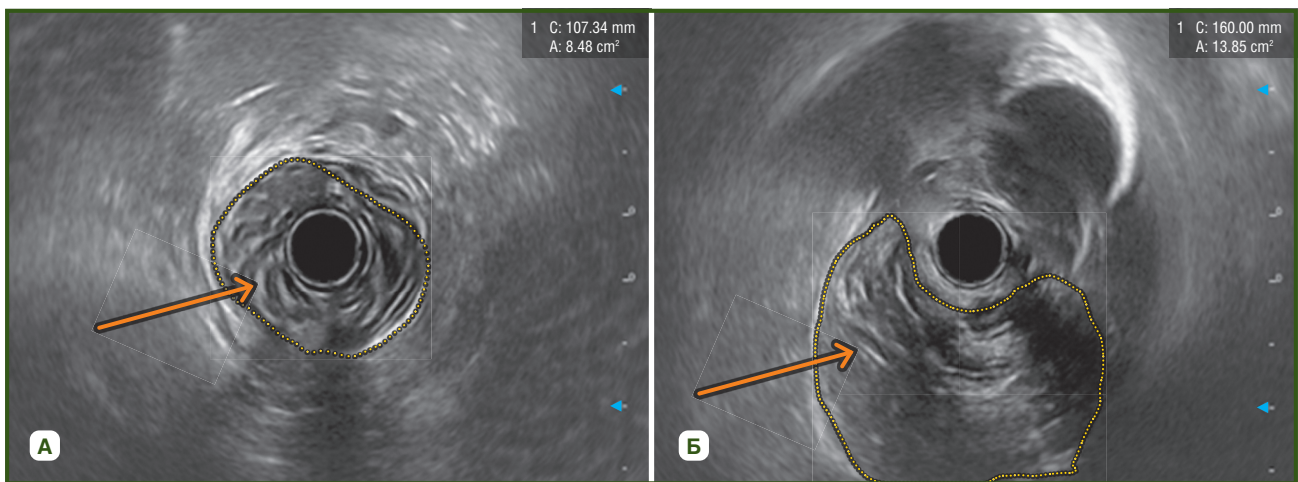 1 C: 107.34 mm
A: 8.48 cm²
1 C: 160.00 mm
A: 13.85 cm²
А
Б